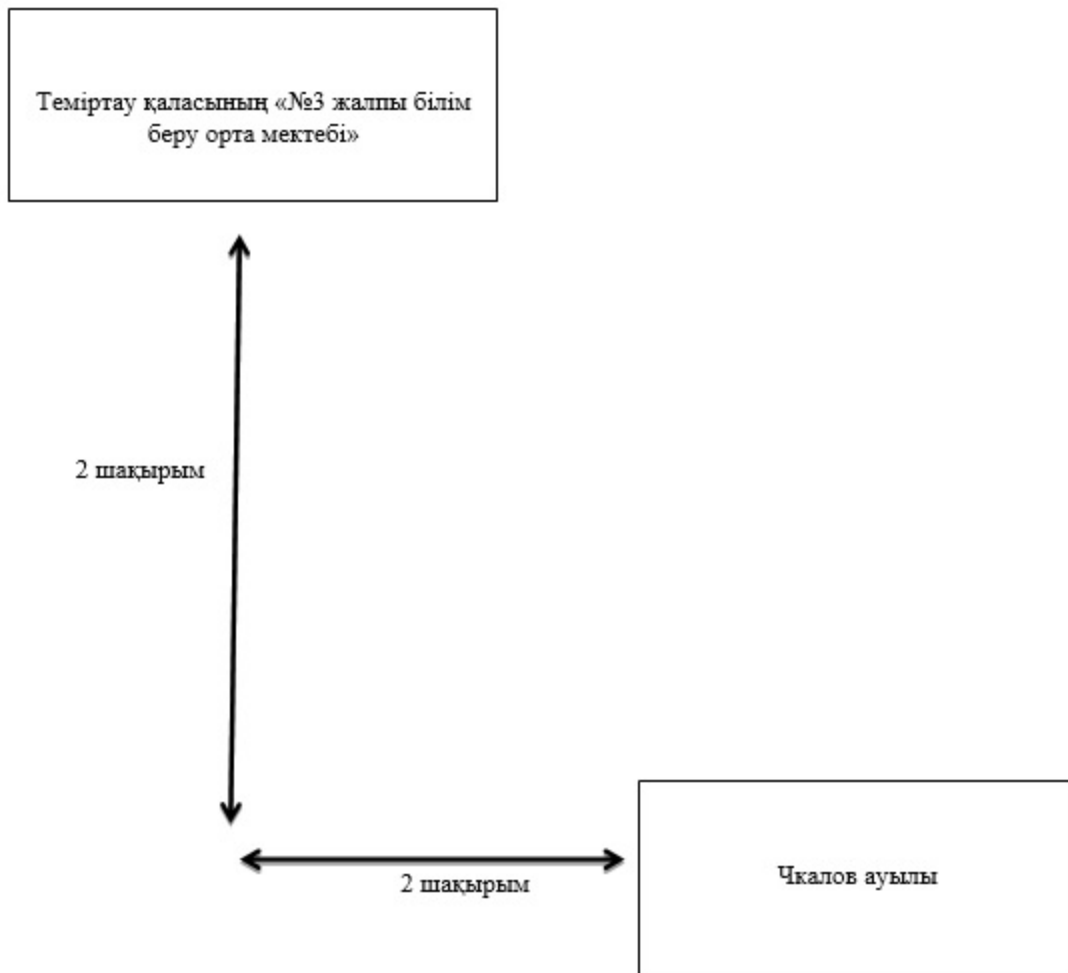 Теміртау қаласының «№3 жалпы білім
беру орта мектебі»
2 шақырым
2 шақырым
Чкалов ауылы